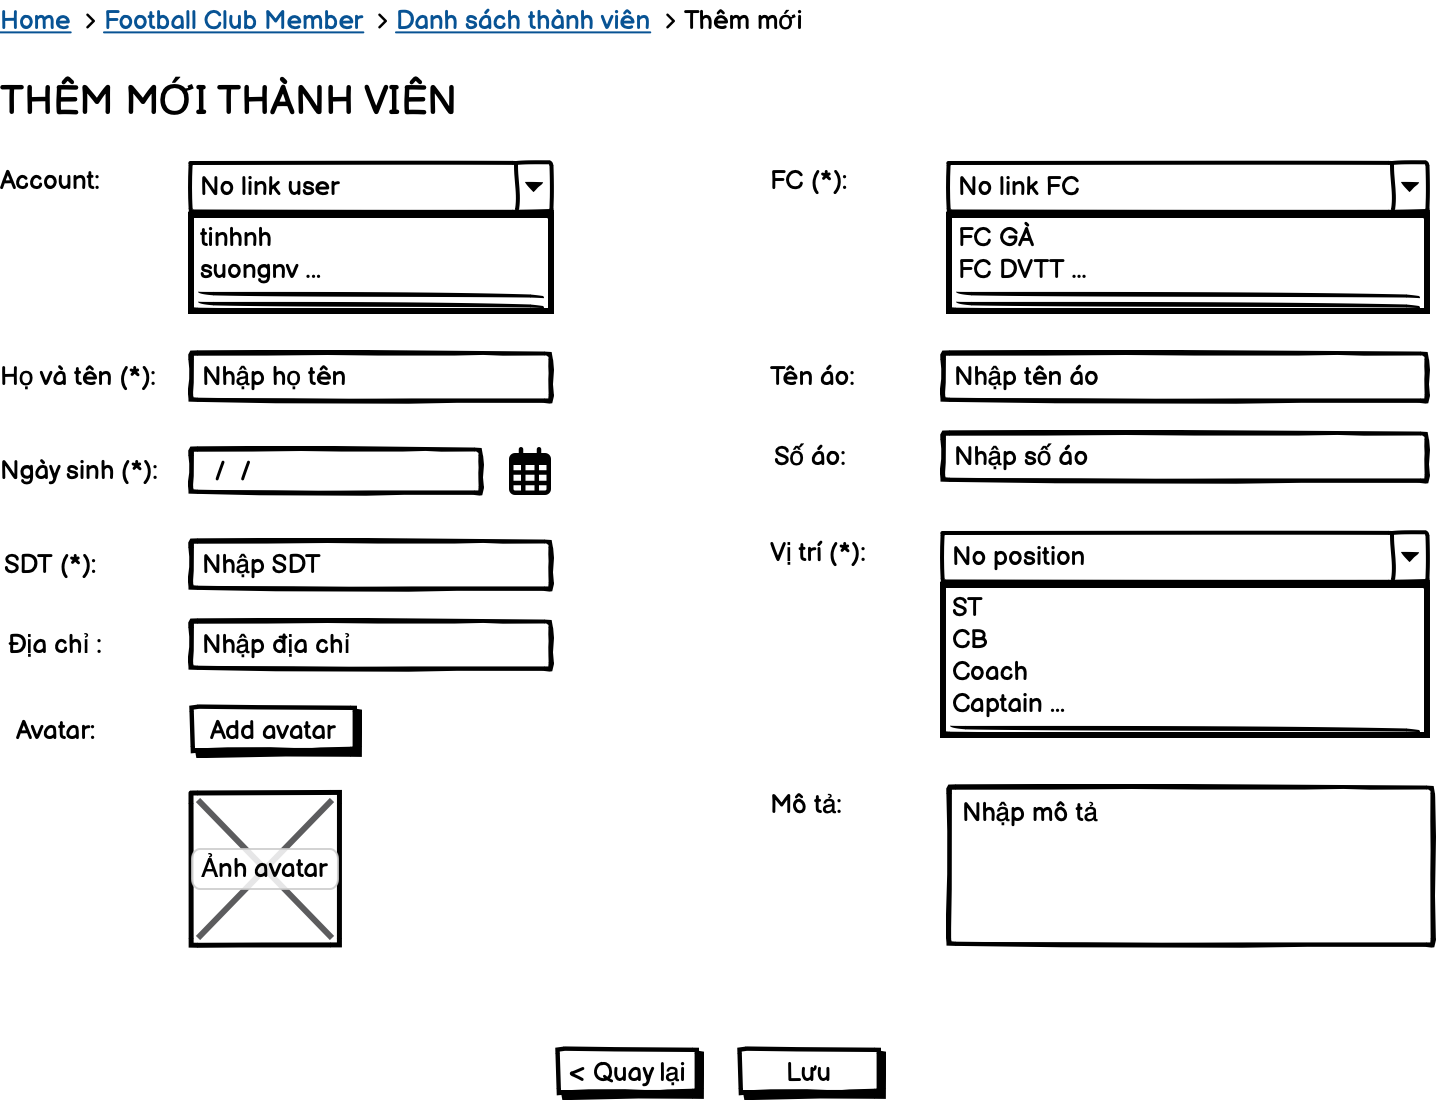 Home > Football Club Member > Danh sách thành viên > Thêm mới
THÊM MỚI THÀNH VIÊN
Account:
No link user
tinhnh
suongnv ...
FC (*):
No link FC
FC GÀ
FC DVTT ...
Họ và tên (*):
Nhập họ tên
Tên áo:
Nhập tên áo
Ngày sinh (*):
/ /
Số áo:
Nhập số áo
SDT (*):
Nhập SDT
Vị trí (*):
No position
ST
CB
Coach
Captain ...
Địa chỉ :
Nhập địa chỉ
Avatar:
Add avatar
Ảnh avatar
Mô tả:
Nhập mô tả
< Quay lại
Lưu